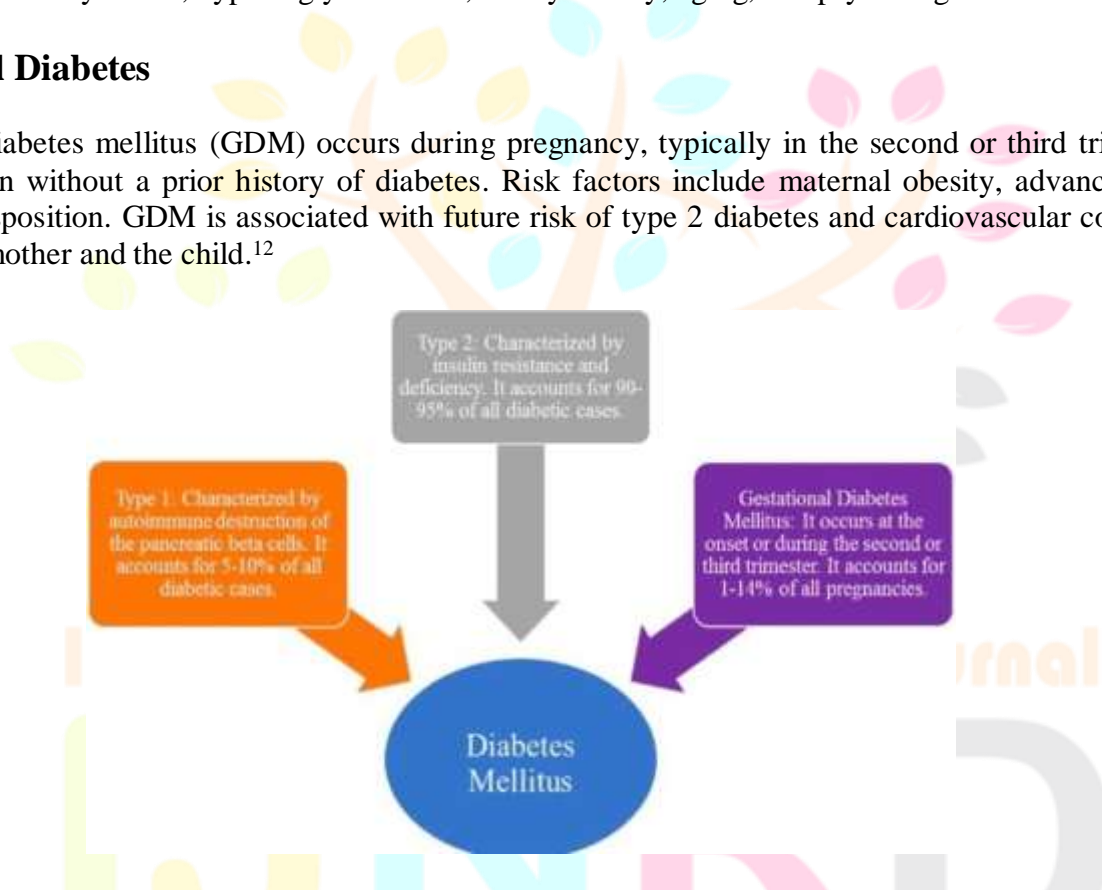 l Diabetes
iabetes mellitus (GDM) occurs during pregnancy, typically in the second or third tri
n without a prior history of diabetes. Risk factors include maternal obesity, advanc
sposition. GDM is associated with future risk of type 2 diabetes and cardiovascular co
nother and the child.¹²
Type 2: Characterized by
insulin resistance and
deficiency. It accounts for 90-
95% of all diabetic cases.
Type 1: Characterized by
autoimmune destruction of
the pancreatic beta cells. It
accounts for 5-10% of all
diabetic cases.
Gestational Diabetes
Mellitus: It occurs at the
onset or during the second or
third trimester. It accounts for
1-14% of all pregnancies.
rnal
Diabetes
Mellitus